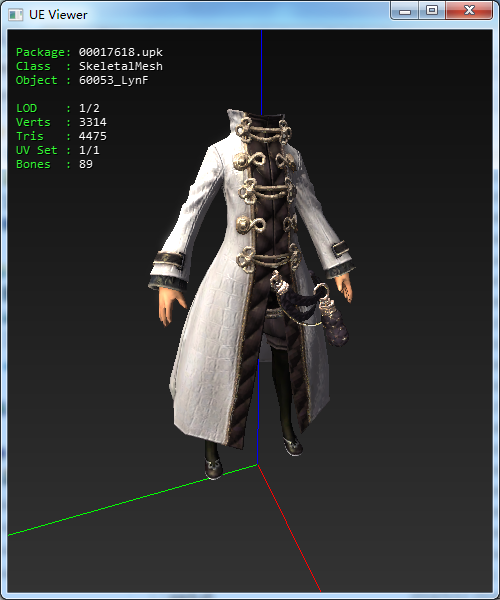 UE Viewer
Package: 00017618.upk
Class : SkeletalMesh
Object : 60053_LynF
LOD : 1/2
Verts : 3314
Tris : 4475
UV Set : 1/1
Bones : 89